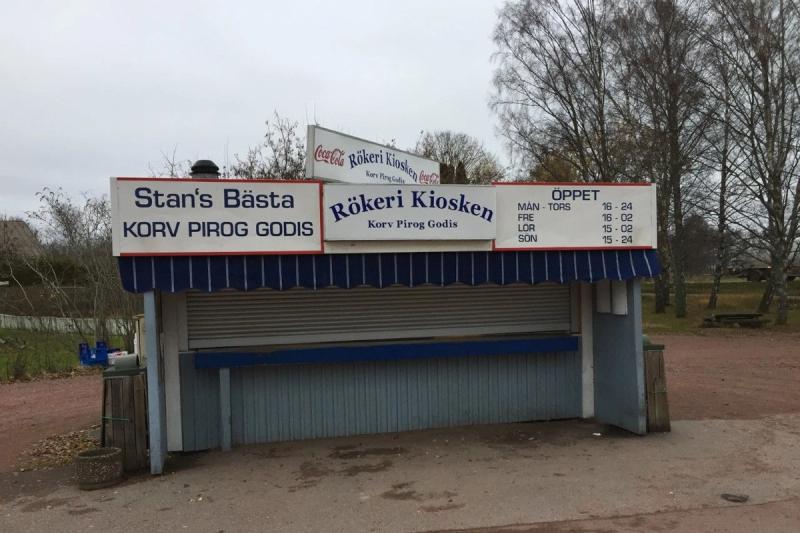 Coca-Cola
Rökeri Kiosken
Coca-Cola
Korv Pirog Godis
Stan's Bästa
KORV PIROG GODIS
Rökeri Kiosken
Korv Pirog Godis
ÖPPET
MÅN - TORS 16 - 24
FRE 16 - 02
LÖR 15 - 02
SÖN 15 - 24